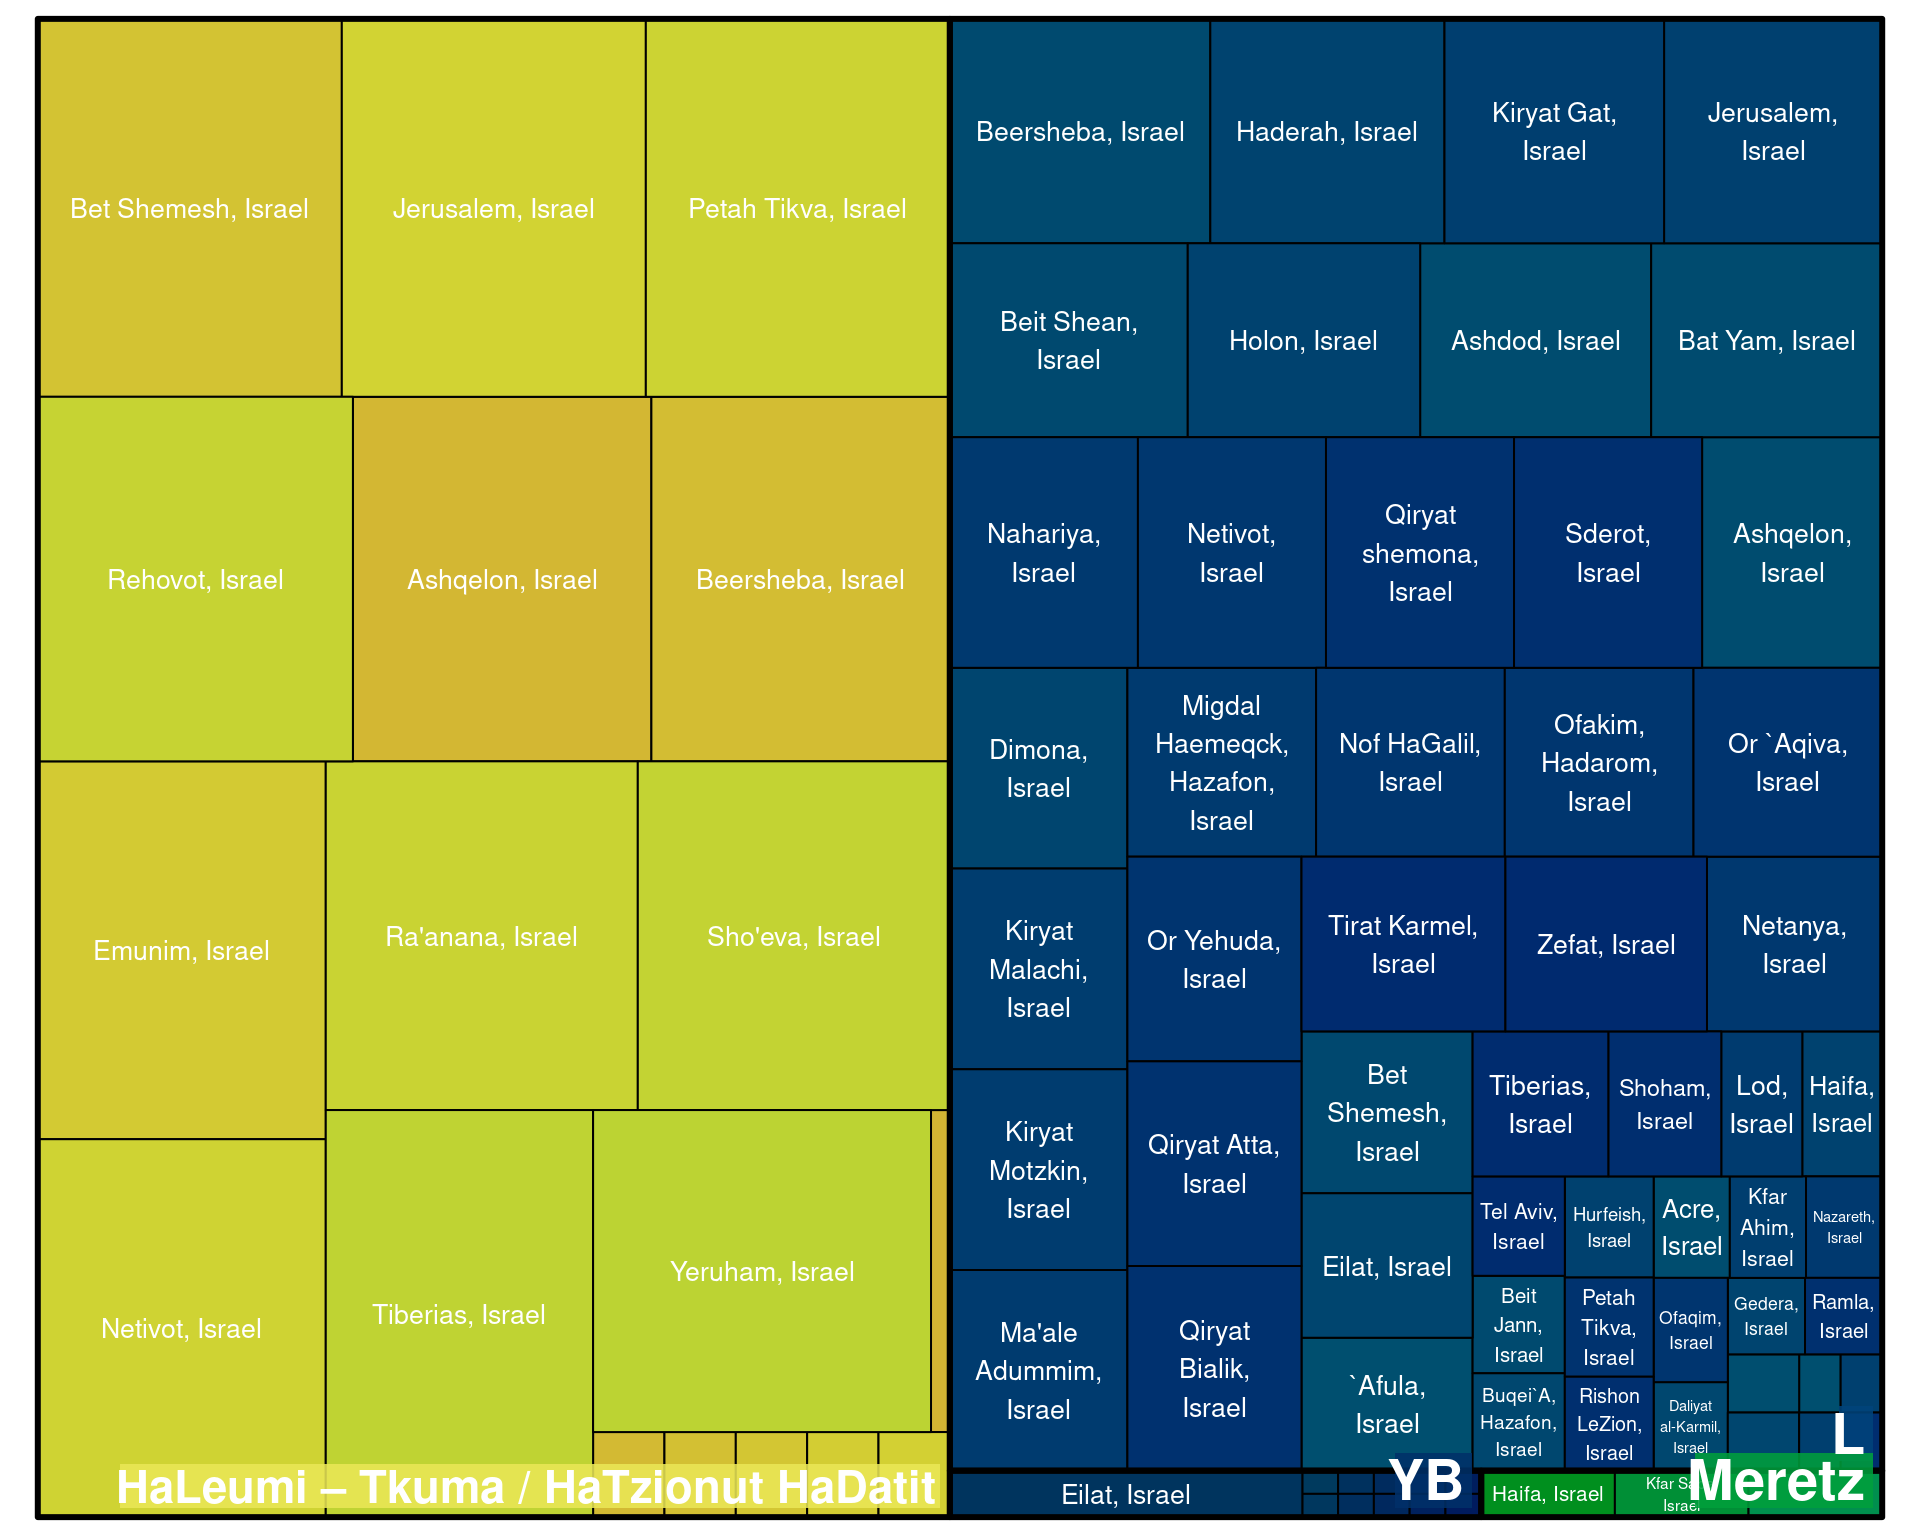 Bet Shemesh, Israel
Jerusalem, Israel
Petah Tikva, Israel
Rehovot, Israel
Ashqelon, Israel
Beersheba, Israel
Emunim, Israel
Ra'anana, Israel
Sho'eva, Israel
Netivot, Israel
Tiberias, Israel
Yeruham, Israel
HaLeumi – Tkuma / HaTzionut HaDatit
Beersheba, Israel
Haderah, Israel
Kiryat Gat,
Israel
Jerusalem,
Israel
Beit Shean,
Israel
Holon, Israel
Ashdod, Israel
Bat Yam, Israel
Nahariya,
Israel
Netivot,
Israel
Qiryat
shemona,
Israel
Sderot,
Israel
Ashqelon,
Israel
Dimona,
Israel
Migdal
Haemeqck,
Hazafon,
Israel
Nof HaGalil,
Israel
Ofakim,
Hadarom,
Israel
Or `Aqiva,
Israel
Kiryat
Malachi,
Israel
Or Yehuda,
Israel
Tirat Karmel,
Israel
Zefat, Israel
Netanya,
Israel
Kiryat
Motzkin,
Israel
Qiryat Atta,
Israel
Bet
Shemesh,
Israel
Tiberias,
Israel
Shoham,
Israel
Lod,
Israel
Haifa,
Israel
Ma'ale
Adummim,
Israel
Qiryat
Bialik,
Israel
Eilat, Israel
`Afula,
Israel
Tel Aviv,
Israel
Hurfeish,
Israel
Acre,
Israel
Kfar
Ahim,
Israel
Nazareth,
Israel
Beit
Jann,
Israel
Petah
Tikva,
Israel
Ofaqim,
Israel
Gedera,
Israel
Ramla,
Israel
Buqei`A,
Hazafon,
Israel
Rishon
LeZion,
Israel
Daliyat
al-Karmil,
Israel
L
Eilat, Israel
YB
Haifa, Israel
Kfar
Israel
Meretz